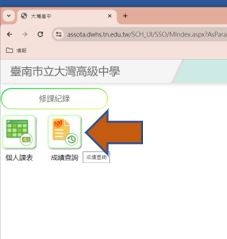 大灣高中
assota.dwhs.tn.edu.tw/SCH_UI/SSO/MIndex.aspx?AsPara
臺南市立大灣高級中學
修課紀錄
個人課表
成績查詢
成績查詢